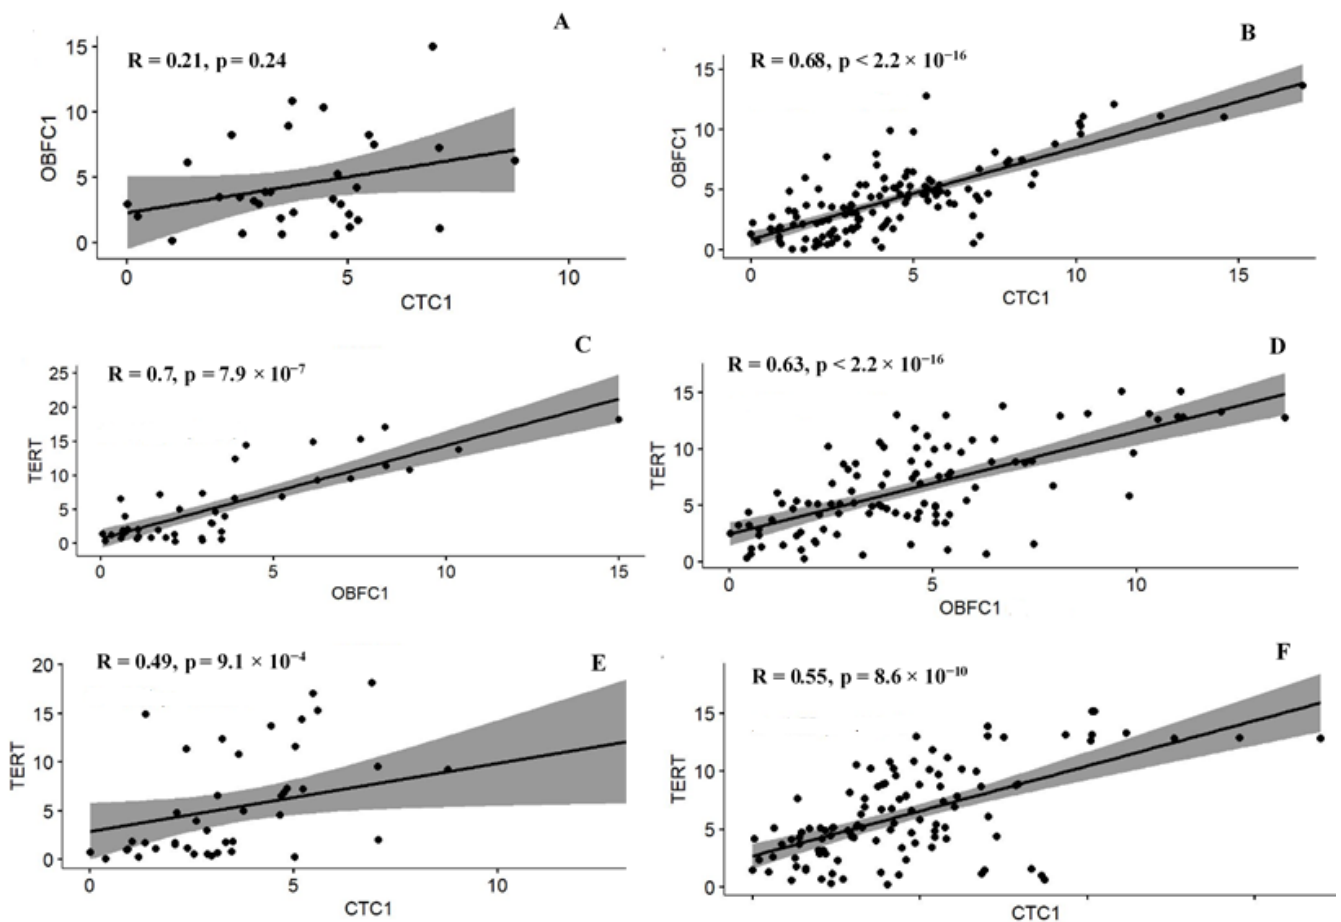 A
R = 0.21, p = 0.24
15
10
5
0
OBFC1
0 5 10
CTC1
B
R = 0.68, p < 2.2 × 10⁻¹⁶
15
10
5
0
OBFC1
0 5 10 15
CTC1
C
R = 0.7, p = 7.9 × 10⁻⁷
25
20
15
10
5
0
TERT
0 5 10 15
OBFC1
D
R = 0.63, p < 2.2 × 10⁻¹⁶
15
10
5
0
TERT
0 5 10
OBFC1
E
R = 0.49, p = 9.1 × 10⁻⁴
20
15
10
5
0
TERT
0 5 10
CTC1
F
R = 0.55, p = 8.6 × 10⁻¹⁰
15
10
5
0
TERT
CTC1